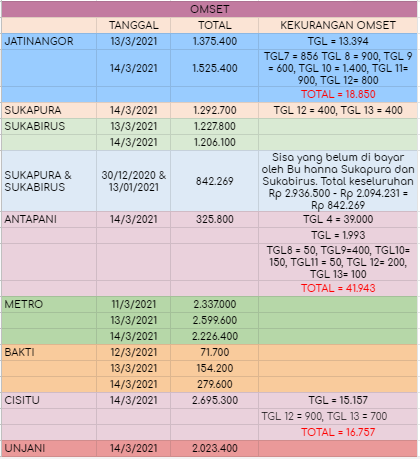 OMSET
TANGGAL TOTAL KEKURANGAN OMSET
JATINANGOR 13/3/2021 1.375.400 TGL = 13.394
14/3/2021 1.525.400 TGL7 = 856 TGL 8 = 900, TGL 9
= 600, TGL 10 = 1.400, TGL 11=
900, TGL 12= 800
TOTAL = 18.850
SUKAPURA 14/3/2021 1.292.700 TGL 12 = 400, TGL 13 = 400
SUKABIRUS 13/3/2021 1.227.800
14/3/2021 1.206.100
SUKAPURA &
SUKABIRUS 30/12/2020 &
13/01/2021 842.269 Sisa yang belum di bayar
oleh Bu hanna Sukapura dan
Sukabirus. Total keseluruhan
Rp 2.936.500 - Rp 2.094.231 =
Rp 842.269
ANTAPANI 14/3/2021 325.800 TGL 4 = 39.000
TGL = 1.993
TGL8 = 50, TGL9=400, TGL10=
150, TGL11 = 50, TGL 12= 200,
TGL 13= 100
TOTAL = 41.943
METRO 11/3/2021 2.337.000
13/3/2021 2.599.600
14/3/2021 2.226.400
BAKTI 12/3/2021 71.700
13/3/2021 154.200
14/3/2021 279.600
CISITU 14/3/2021 2.695.300 TGL = 15.157
TGL 12 = 900, TGL 13 = 700
TOTAL = 16.757
UNJANI 14/3/2021 2.023.400